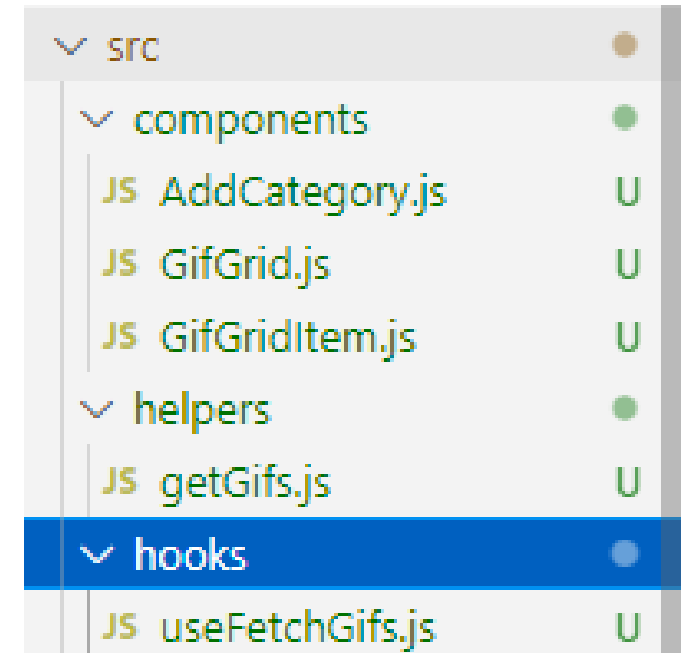 src
components
JS AddCategory.js U
JS GifGrid.js U
JS GifGridItem.js U
helpers
JS getGifs.js U
hooks
JS useFetchGifs.js U